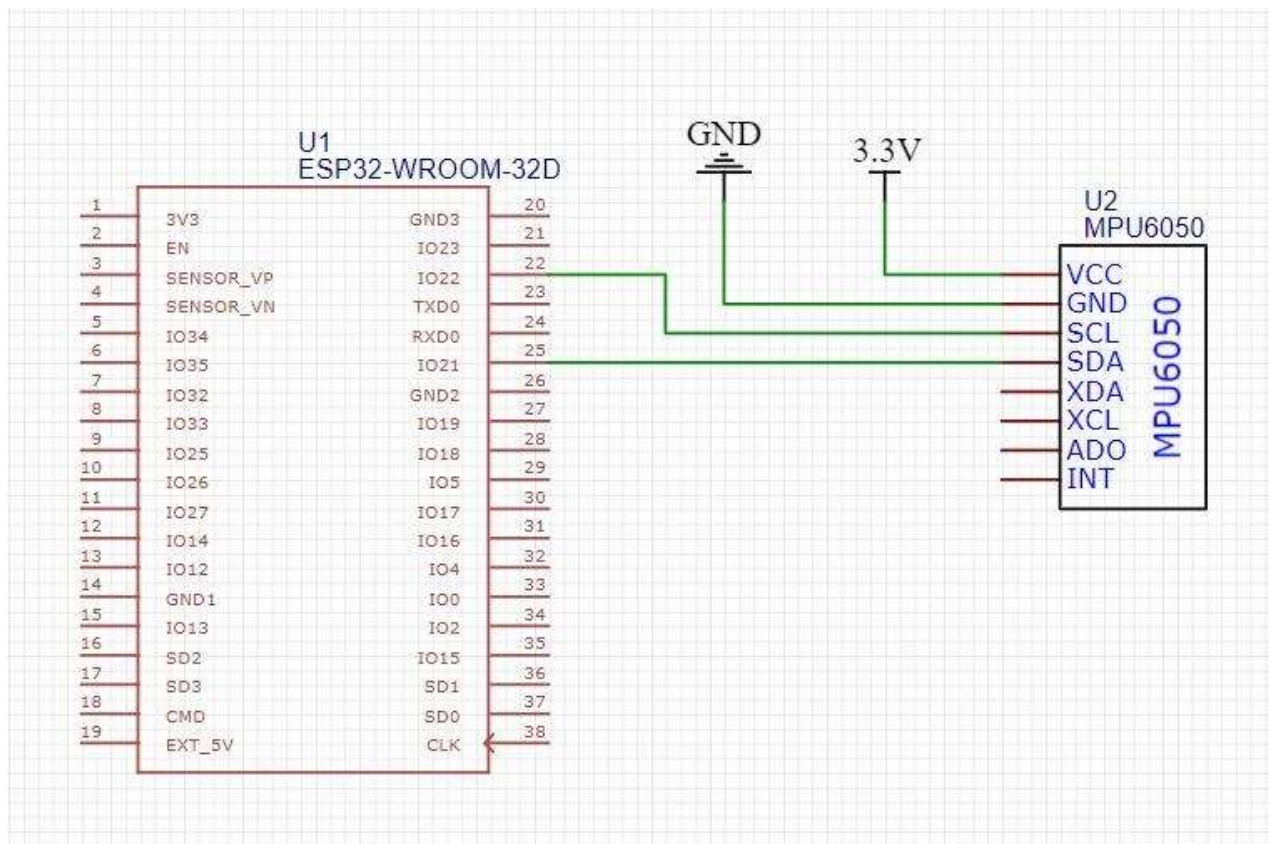 GND
3.3V
U1
ESP32-WROOM-32D
U2
MPU6050
1 3V3 GND3 20
2 EN IO23 21
3 SENSOR_VP IO22 22
4 SENSOR_VN TXD0 23
5 IO34 RXD0 24
6 IO35 IO21 25
7 IO32 GND2 26
8 IO33 IO19 27
9 IO25 IO18 28
10 IO26 IO5 29
11 IO27 IO17 30
12 IO14 IO16 31
13 IO12 IO4 32
14 GND1 IO0 33
15 IO13 IO2 34
16 SD2 IO15 35
17 SD3 SD1 36
18 CMD SD0 37
19 EXT_5V CLK 38
VCC
GND
SCL
SDA
XDA
XCL
ADO
INT
MPU6050